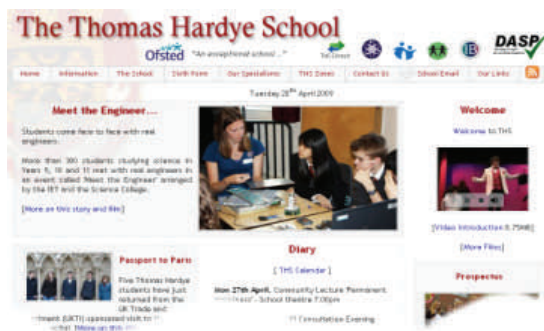 The Thomas Hardye School
Ofsted "An exceptional school..."
DASP
Home Information The School Sixth Form Our Specialisms THS Zones Contact Us School Email Our Links
Tuesday 28th April 2009
Meet the Engineer...
Students come face to face with real
engineers.
More than 300 students studying science in
Years 9, 10 and 11 met with real engineers in
an event called 'Meet the Engineer' arranged
by the IET and the Science College.
[More on this story and film]
Welcome
Welcome to THS
[Video Introduction 8.75MB]
[More Films]
Passport to Paris
Five Thomas Hardye
students have just
returned from the
UK Trade and
(UKTI) sponsored visit to
[More on this
Diary
[ THS Calendar ]
Mon 27th April, Community Lecture 'Permanent
- School theatre 7:00pm
Consultation Evening
Prospectus